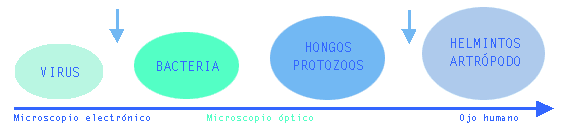 VIRUS
BACTERIA
HONGOS
PROTOZOOS
HELMINTOS
ARTRÓPODO
Microscopio electrónico
Microscopio óptico
Ojo humano